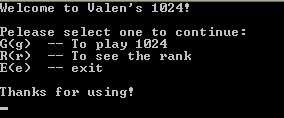 Welcome to Valen's 1024!
Pelease select one to continue:
G(g)  -- To play 1024
R(r)  -- To see the rank
E(e)  -- exit
Thanks for using!